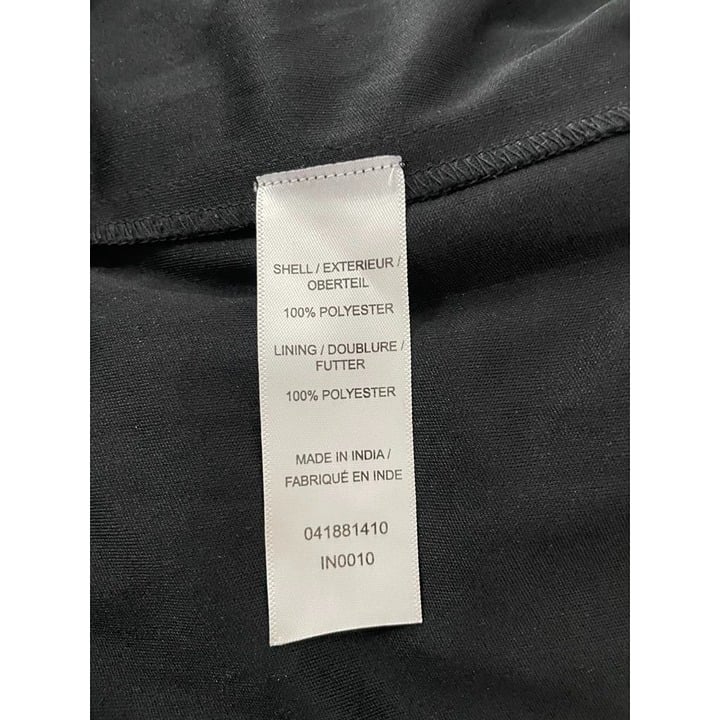 SHELL / EXTERIEUR /
OBERTEIL
100% POLYESTER
LINING / DOUBLURE /
FUTTER
100% POLYESTER
MADE IN INDIA /
FABRIQUÉ EN INDE
041881410
IN0010